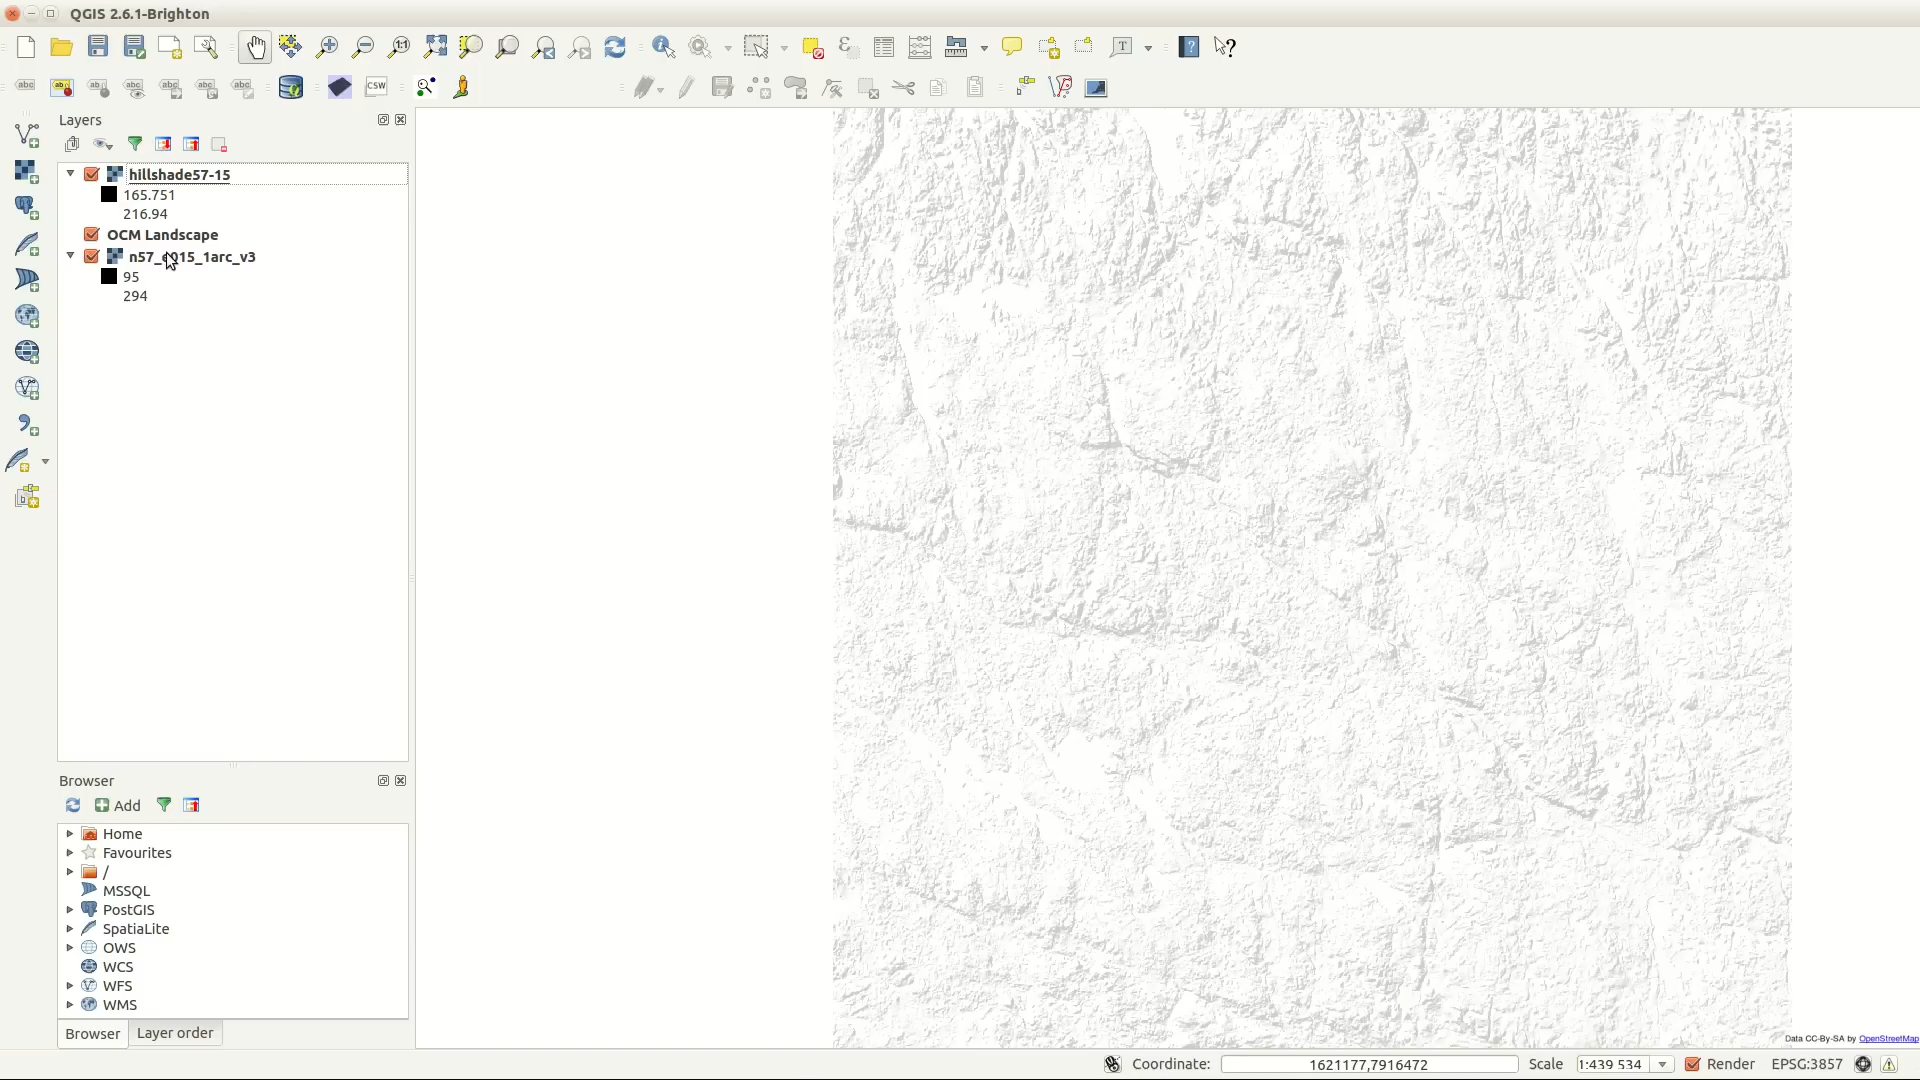 QGIS 2.6.1-Brighton
CSW
Layers
hillshade57-15
165.751
216.94
OCM Landscape
n57_e015_1arc_v3
95
294
Browser
Add
Home
Favourites
/
MSSQL
PostGIS
SpatiaLite
OWS
WCS
WFS
WMS
Browser
Layer order
Data CC-By-SA by OpenStreetMap
Coordinate: 1621177,7916472 Scale 1:439 534 Render EPSG:3857